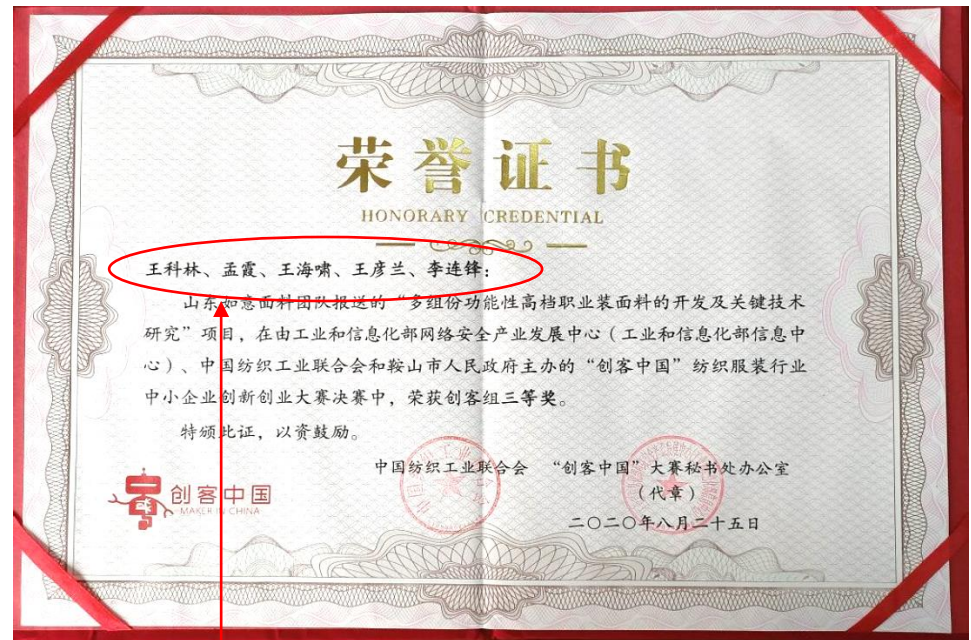 荣誉证书
HONORARY CREDENTIAL
王科林、孟霞、王海啸、王彦兰、李连锋：
山东如意面料团队报送的“多组份功能性高档职业装面料的开发及关键技术
研究”项目，在由工业和信息化部网络安全产业发展中心（工业和信息化部信息中
心）、中国纺织工业联合会和鞍山市人民政府主办的“创客中国”纺织服装行业
中小企业创新创业大赛决赛中，荣获创客组三等奖。
特颁此证，以资鼓励。
中国纺织工业联合会 “创客中国”大赛秘书处办公室
（代章）
二〇二〇年八月二十五日
创客中国
MAKER IN CHINA